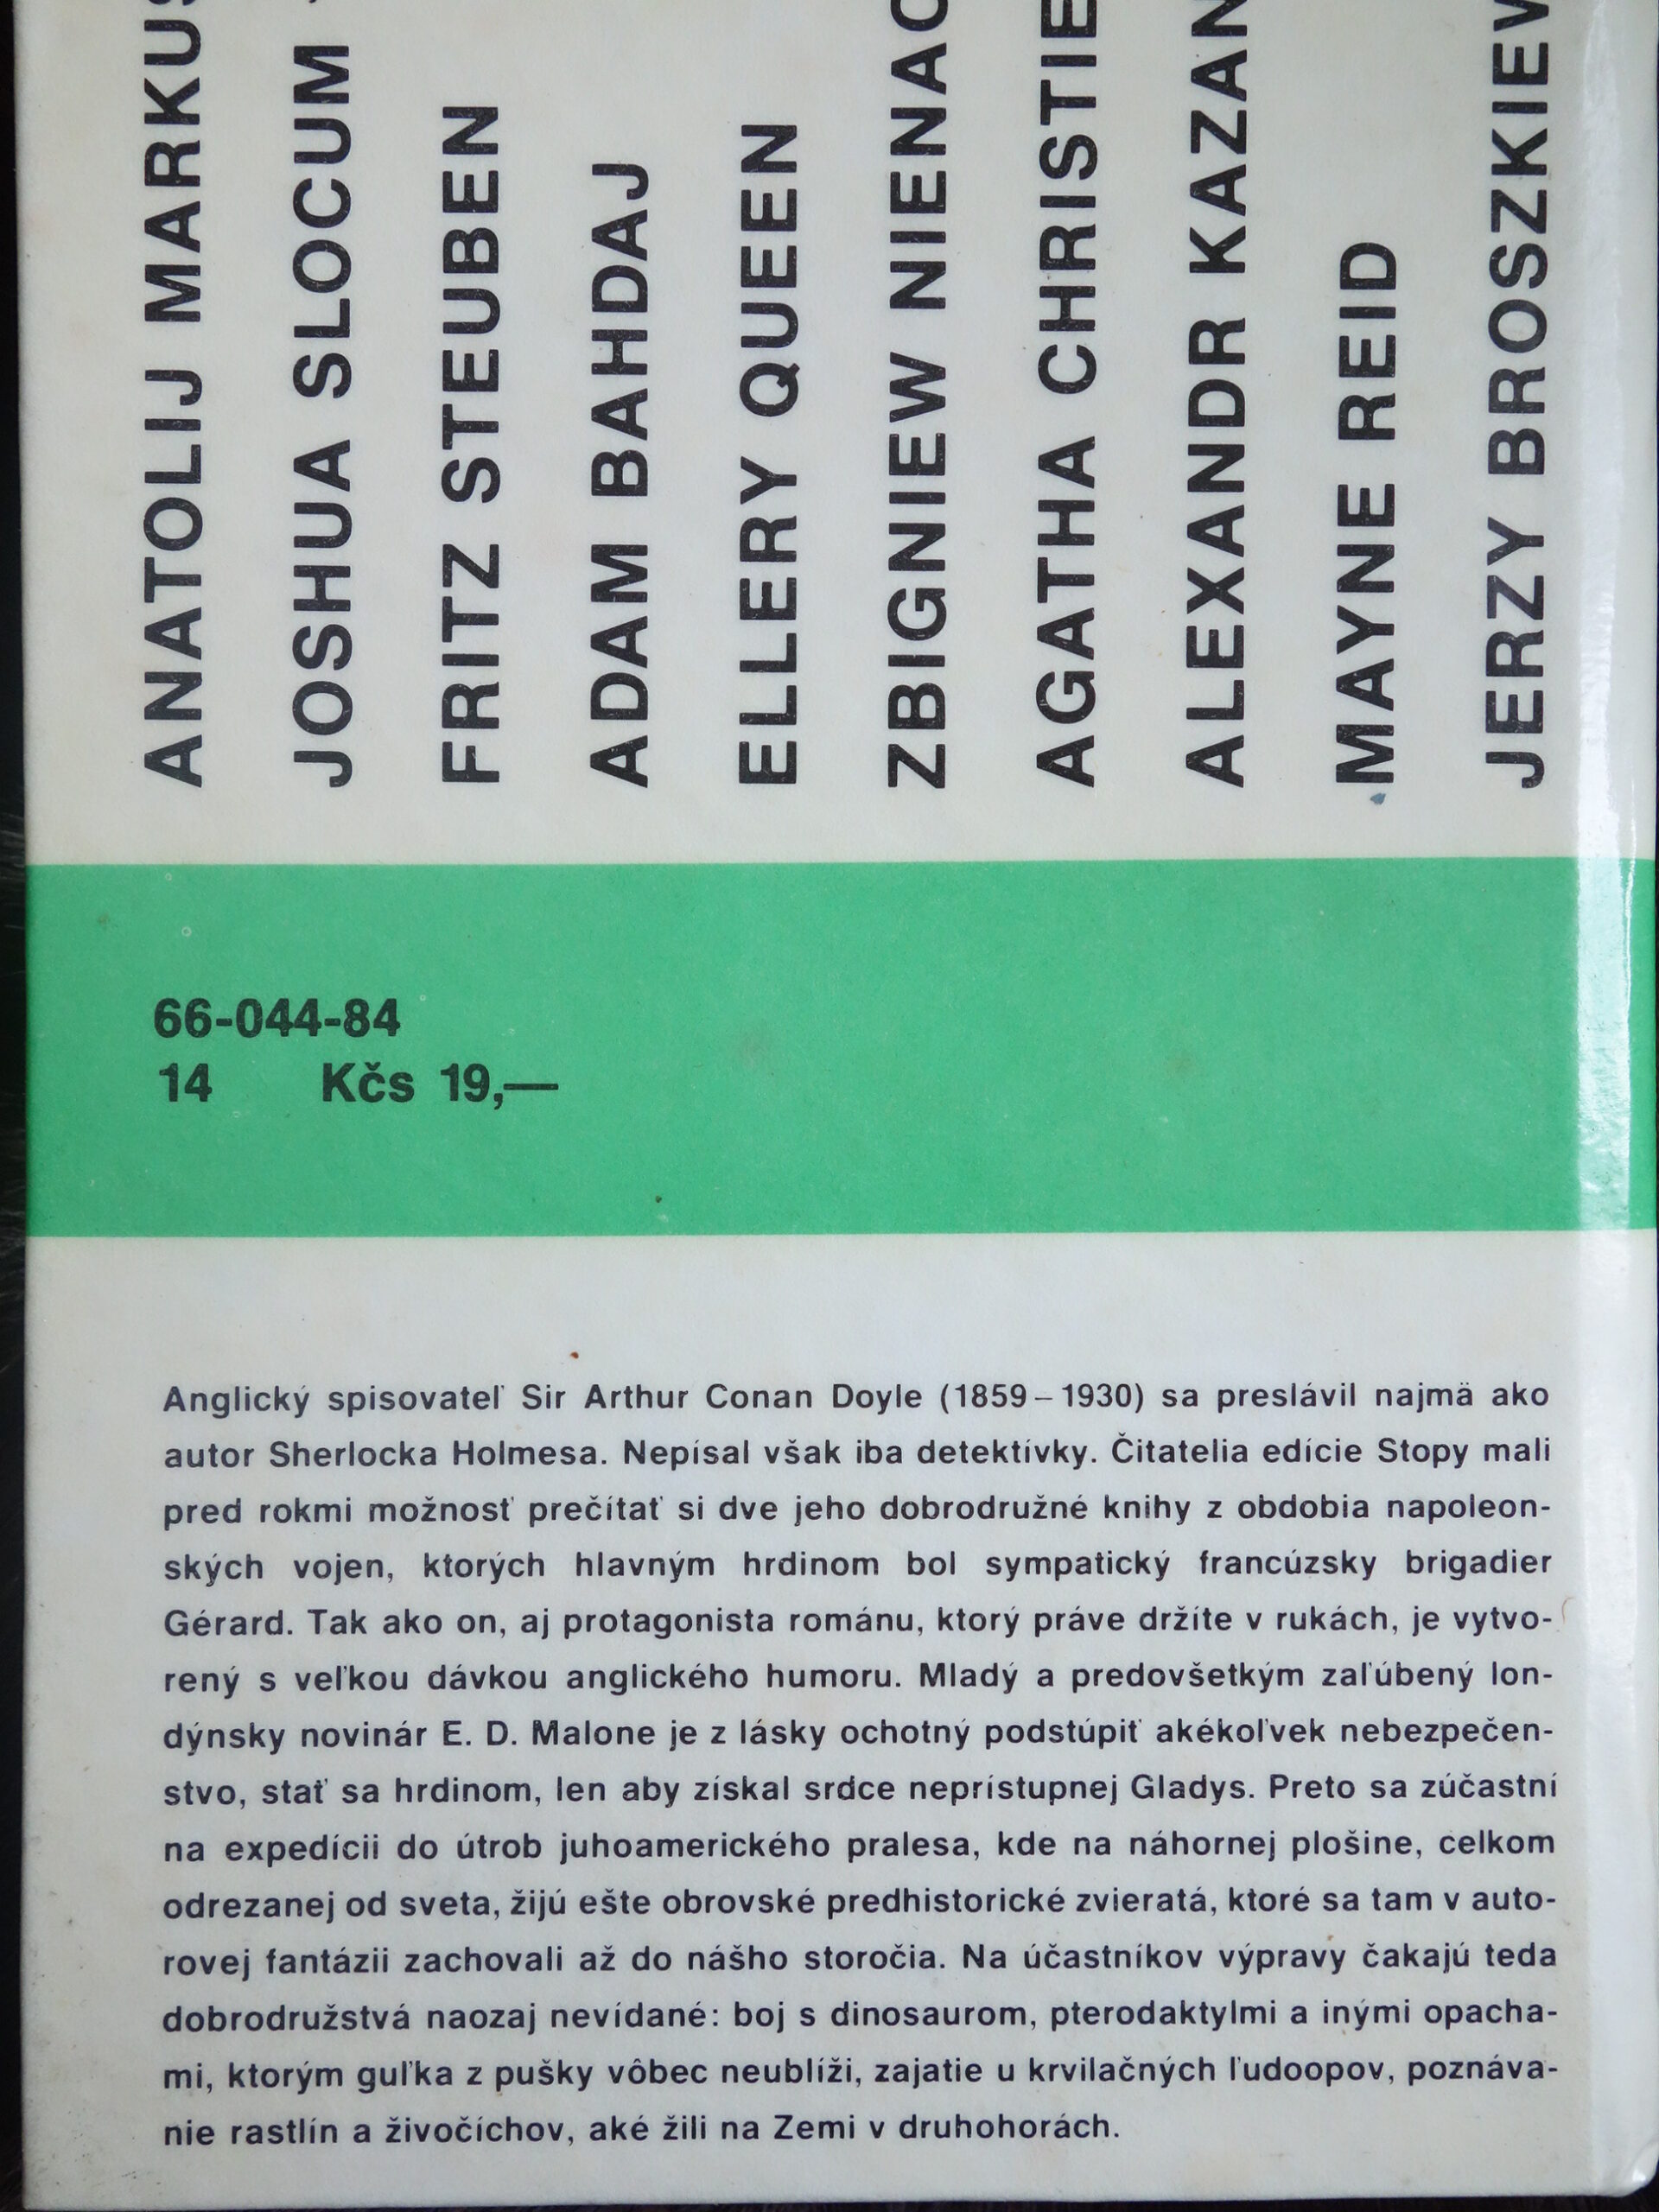 ANATOLIJ
JOSHUA SLOCUM
FRITZ STEUBEN
ADAM BAHDAJ
ELLERY QUEEN
ZBIGNIEW
AGATHA CHRISTIE
ALEXANDR
MAYNE REID
JERZY
66-044-84
14 Kčs 19,—
Anglický spisovateľ Sir Arthur Conan Doyle (1859–1930) sa preslávil najmä ako
autor Sherlocka Holmesa. Nepísal však iba detektívky. Čitatelia edície Stopy mali
pred rokmi možnosť prečítať si dve jeho dobrodružné knihy z obdobia napoleon-
ských vojen, ktorých hlavným hrdinom bol sympatický francúzsky brigadier
Gérard. Tak ako on, aj protagonista románu, ktorý práve držíte v rukách, je vytvo-
rený s veľkou dávkou anglického humoru. Mladý a predovšetkým zaľúbený lon-
dýnsky novinár E. D. Malone je z lásky ochotný podstúpiť akékoľvek nebezpečen-
stvo, stať sa hrdinom, len aby získal srdce neprístupnej Gladys. Preto sa zúčastní
na expedícii do útrob juhoamerického pralesa, kde na náhornej plošine, celkom
odrezanej od sveta, žijú ešte obrovské predhistorické zvieratá, ktoré sa tam v auto-
rovej fantázii zachovali až do nášho storočia. Na účastníkov výpravy čakajú teda
dobrodružstvá naozaj nevídané: boj s dinosaurom, pterodaktylmi a inými opacha-
mi, ktorým guľka z pušky vôbec neublíži, zajatie u krvilačných ľudoopov, poznáva-
nie rastlín a živočíchov, aké žili na Zemi v druhohorách.